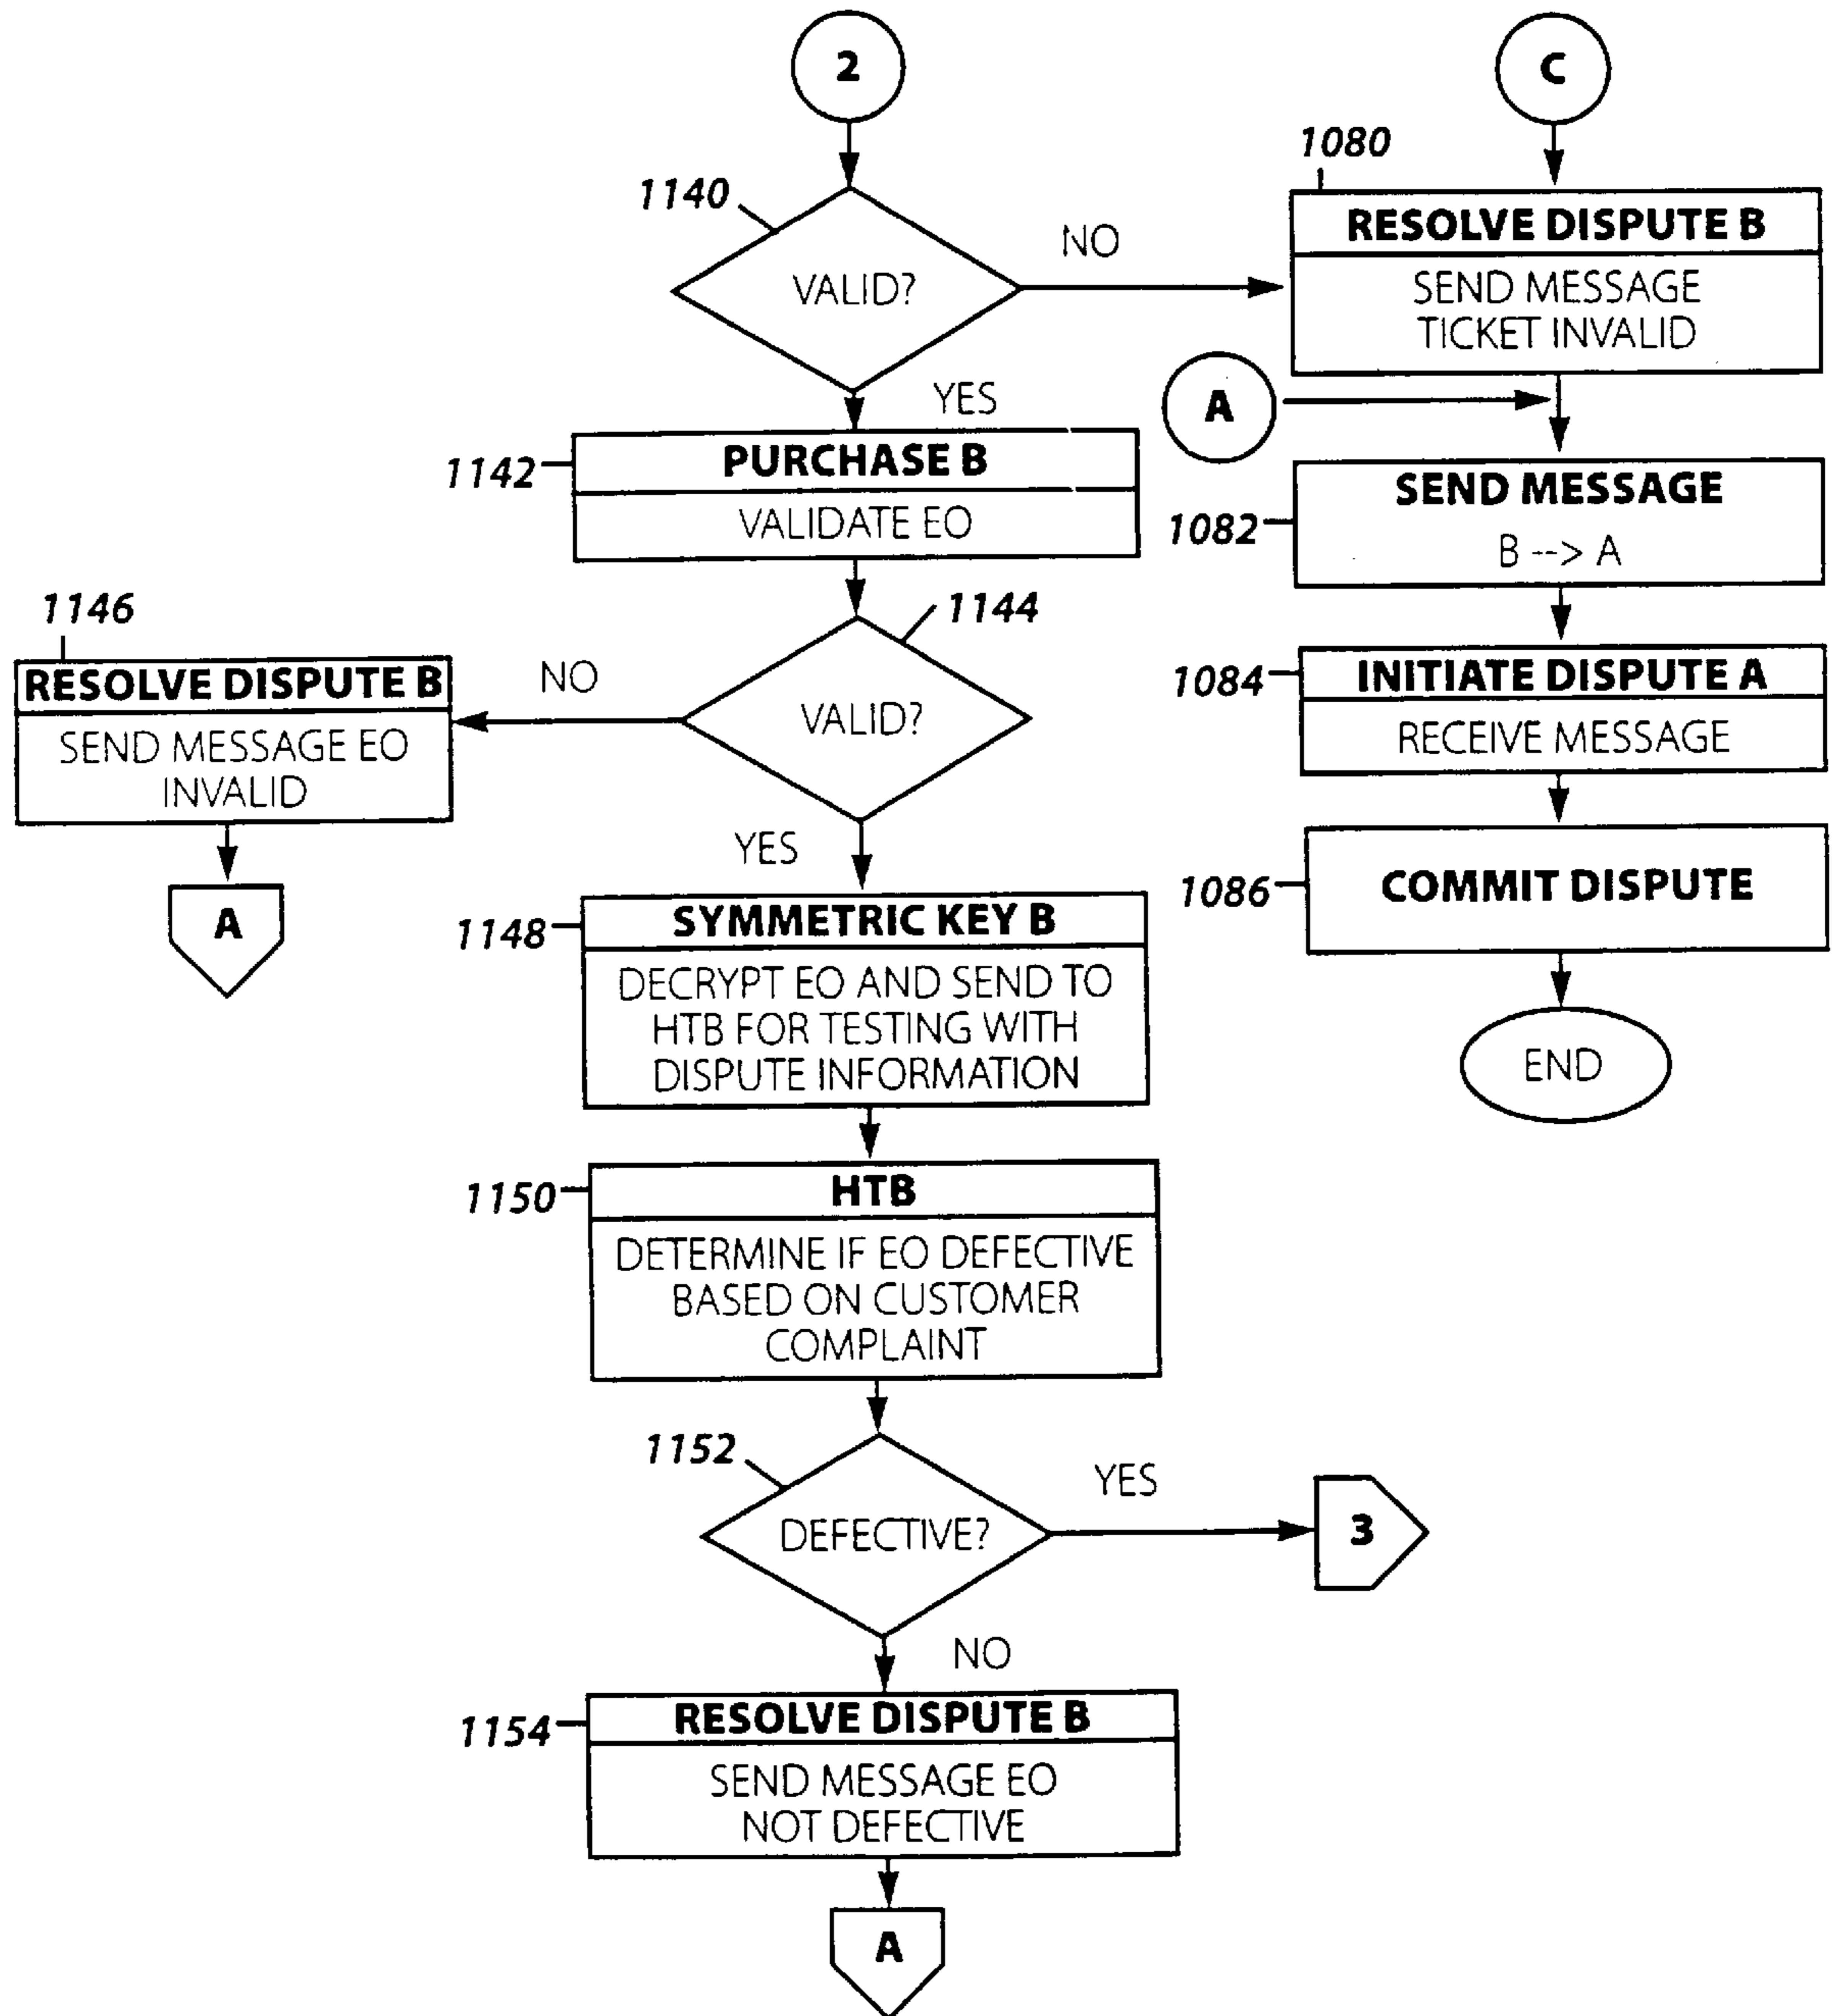 2
C
1140
VALID?
NO
YES
1080
RESOLVE DISPUTE B
SEND MESSAGE
TICKET INVALID
A
1142
PURCHASE B
VALIDATE EO
1082
SEND MESSAGE
B --> A
1144
VALID?
NO
YES
1146
RESOLVE DISPUTE B
SEND MESSAGE EO
INVALID
A
1084
INITIATE DISPUTE A
RECEIVE MESSAGE
1086
COMMIT DISPUTE
END
1148
SYMMETRIC KEY B
DECRYPT EO AND SEND TO
HTB FOR TESTING WITH
DISPUTE INFORMATION
1150
HTB
DETERMINE IF EO DEFECTIVE
BASED ON CUSTOMER
COMPLAINT
1152
DEFECTIVE?
YES
3
NO
1154
RESOLVE DISPUTE B
SEND MESSAGE EO
NOT DEFECTIVE
A